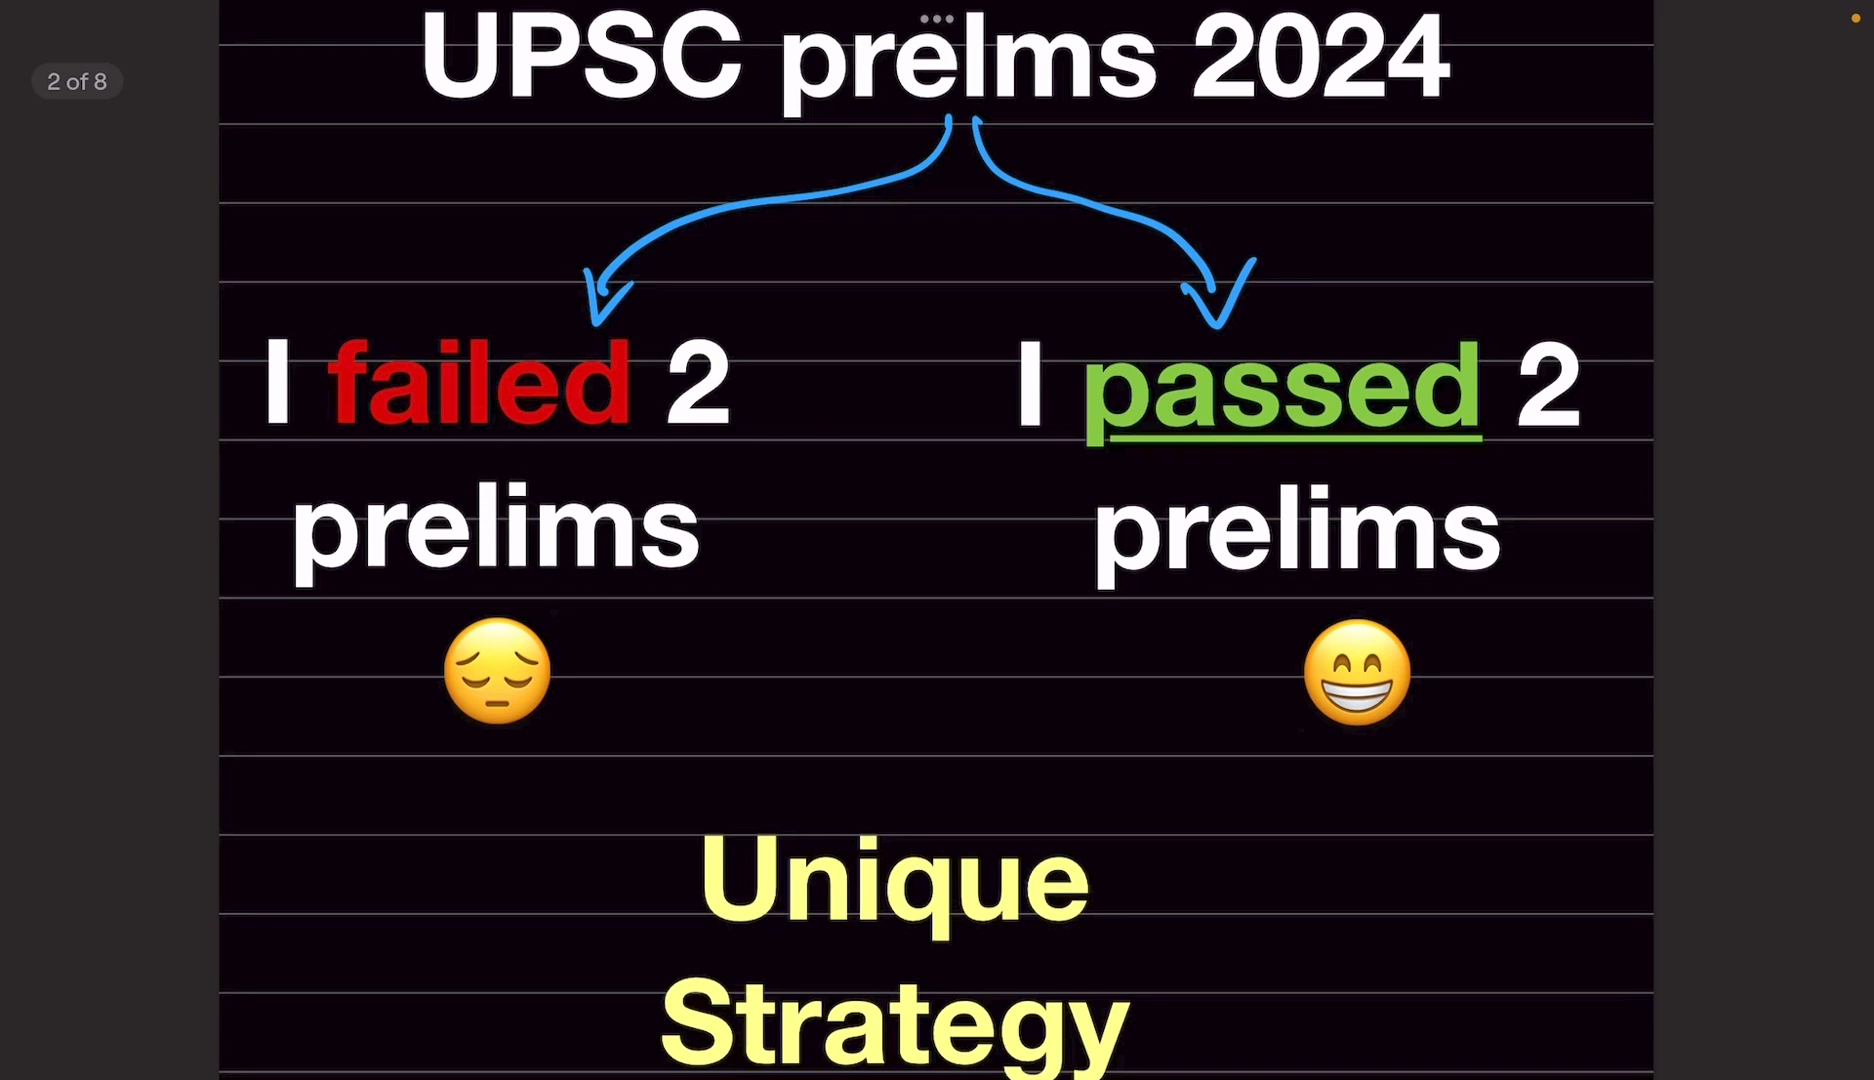 UPSC prelms 2024
2 of 8
I failed 2
prelims
I passed 2
prelims
Unique
Strategy